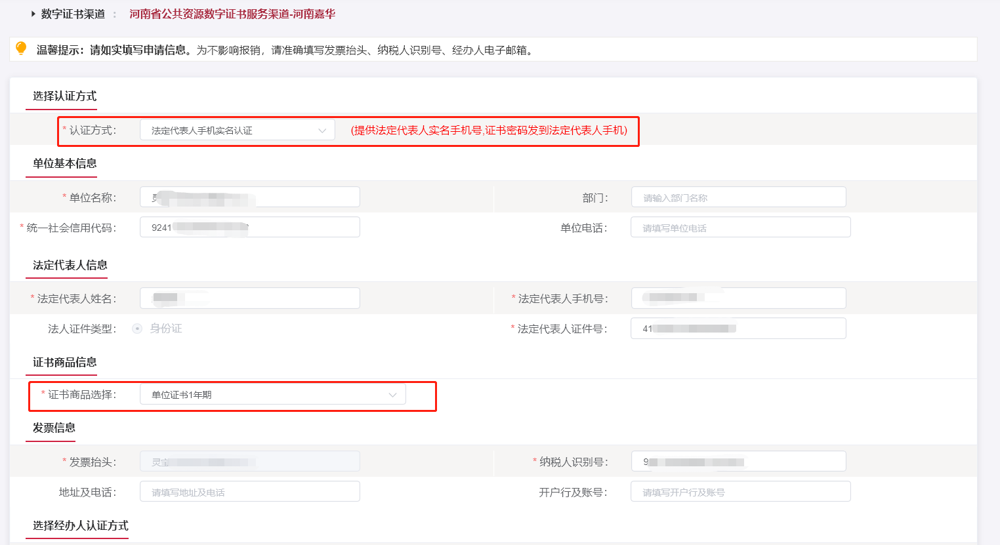 数字证书渠道 : 河南省公共资源数字证书服务渠道-河南嘉华
温馨提示：请如实填写申请信息。为不影响报销，请准确填写发票抬头、纳税人识别号、经办人电子邮箱。
选择认证方式
* 认证方式： 法定代表人手机实名认证 (提供法定代表人实名手机号,证书密码发到法定代表人手机)
单位基本信息
* 单位名称： 部门： 请输入部门名称
* 统一社会信用代码： 9241 单位电话： 请填写单位电话
法定代表人信息
* 法定代表人姓名： * 法定代表人手机号：
法人证件类型： 身份证 * 法定代表人证件号： 41
证书商品信息
* 证书商品选择： 单位证书1年期
发票信息
* 发票抬头： 灵宝 * 纳税人识别号： 9
地址及电话： 请填写地址及电话 开户行及账号： 请填写开户行及账号
选择经办人认证方式